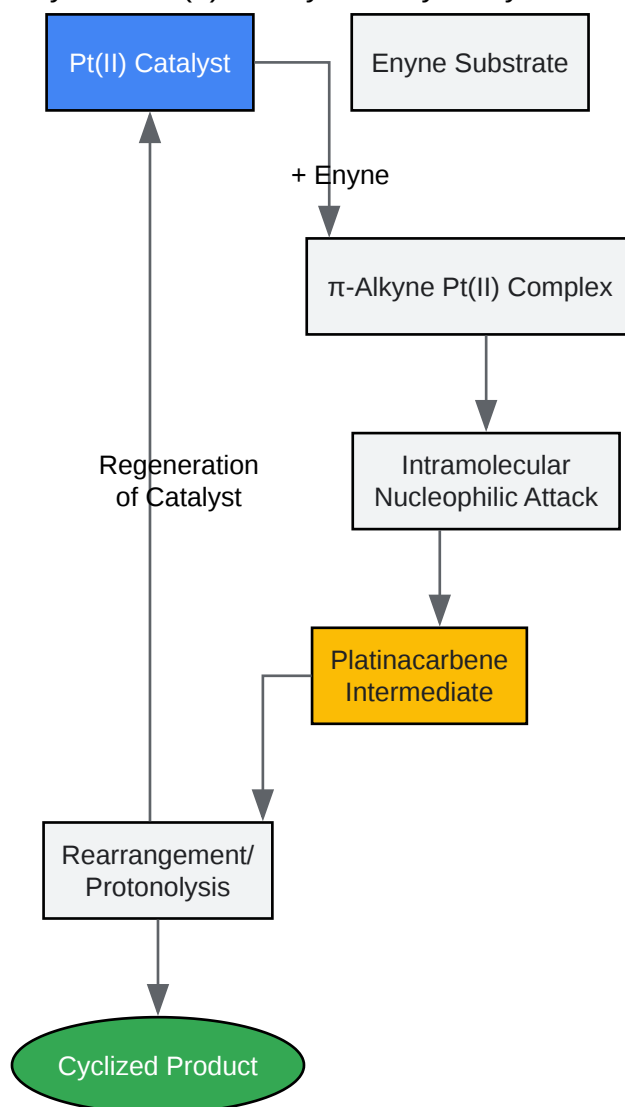 Pt(II) Catalyst
Enyne Substrate
+ Enyne
π-Alkyne Pt(II) Complex
Regeneration
of Catalyst
Intramolecular
Nucleophilic Attack
Platinacarbene
Intermediate
Rearrangement/
Protonolysis
Cyclized Product